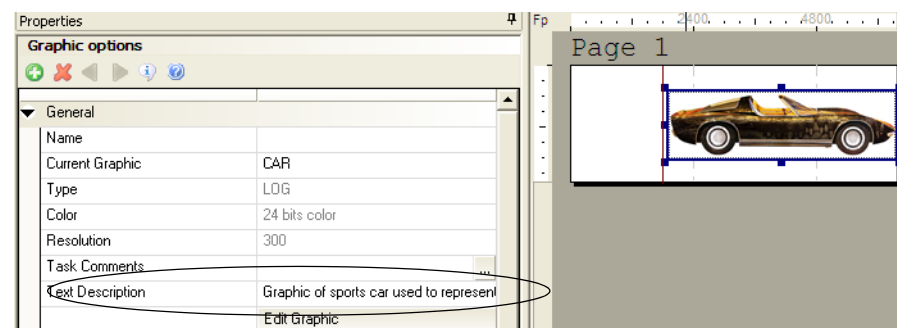 Properties
Fp
2400
4800
Graphic options
Page 1
General
Name
Current Graphic CAR
Type LOG
Color 24 bits color
Resolution 300
Task Comments ...
Text Description Graphic of sports car used to represent
Edit Graphic